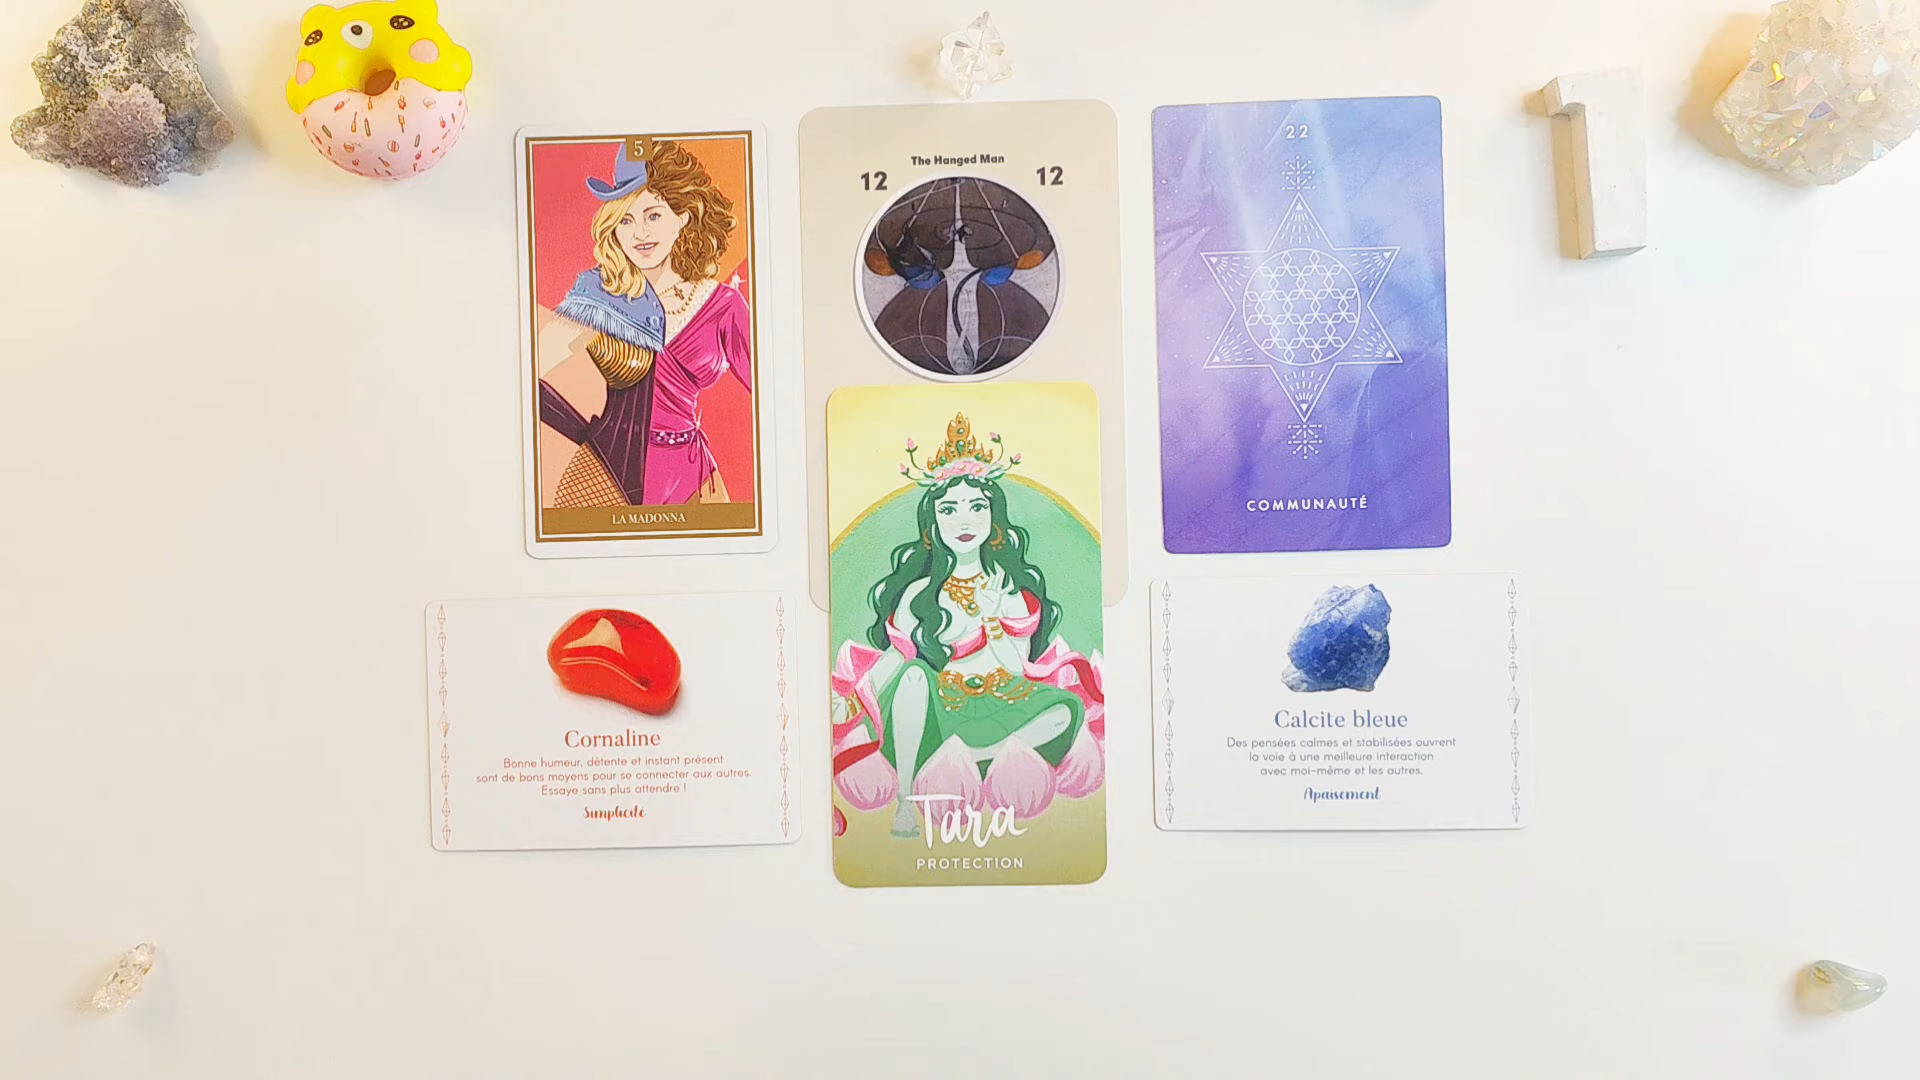 5
LA MADONNA
The Hanged Man
12
12
22
COMMUNAUTÉ
1
Cornaline
Bonne humeur, détente et instant présent
sont de bons moyens pour se connecter aux autres.
Essaye sans plus attendre !
Simplicité
Tara
PROTECTION
Calcite bleue
Des pensées calmes et stabilisées ouvrent
la voie à une meilleure interaction
avec moi-même et les autres.
Apaisement